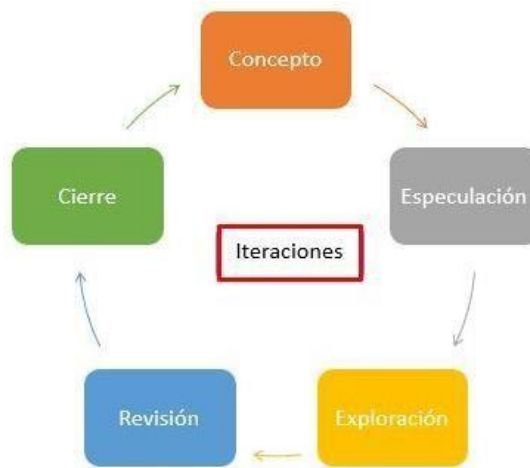 Concepto
Especulación
Exploración
Revisión
Cierre
Iteraciones